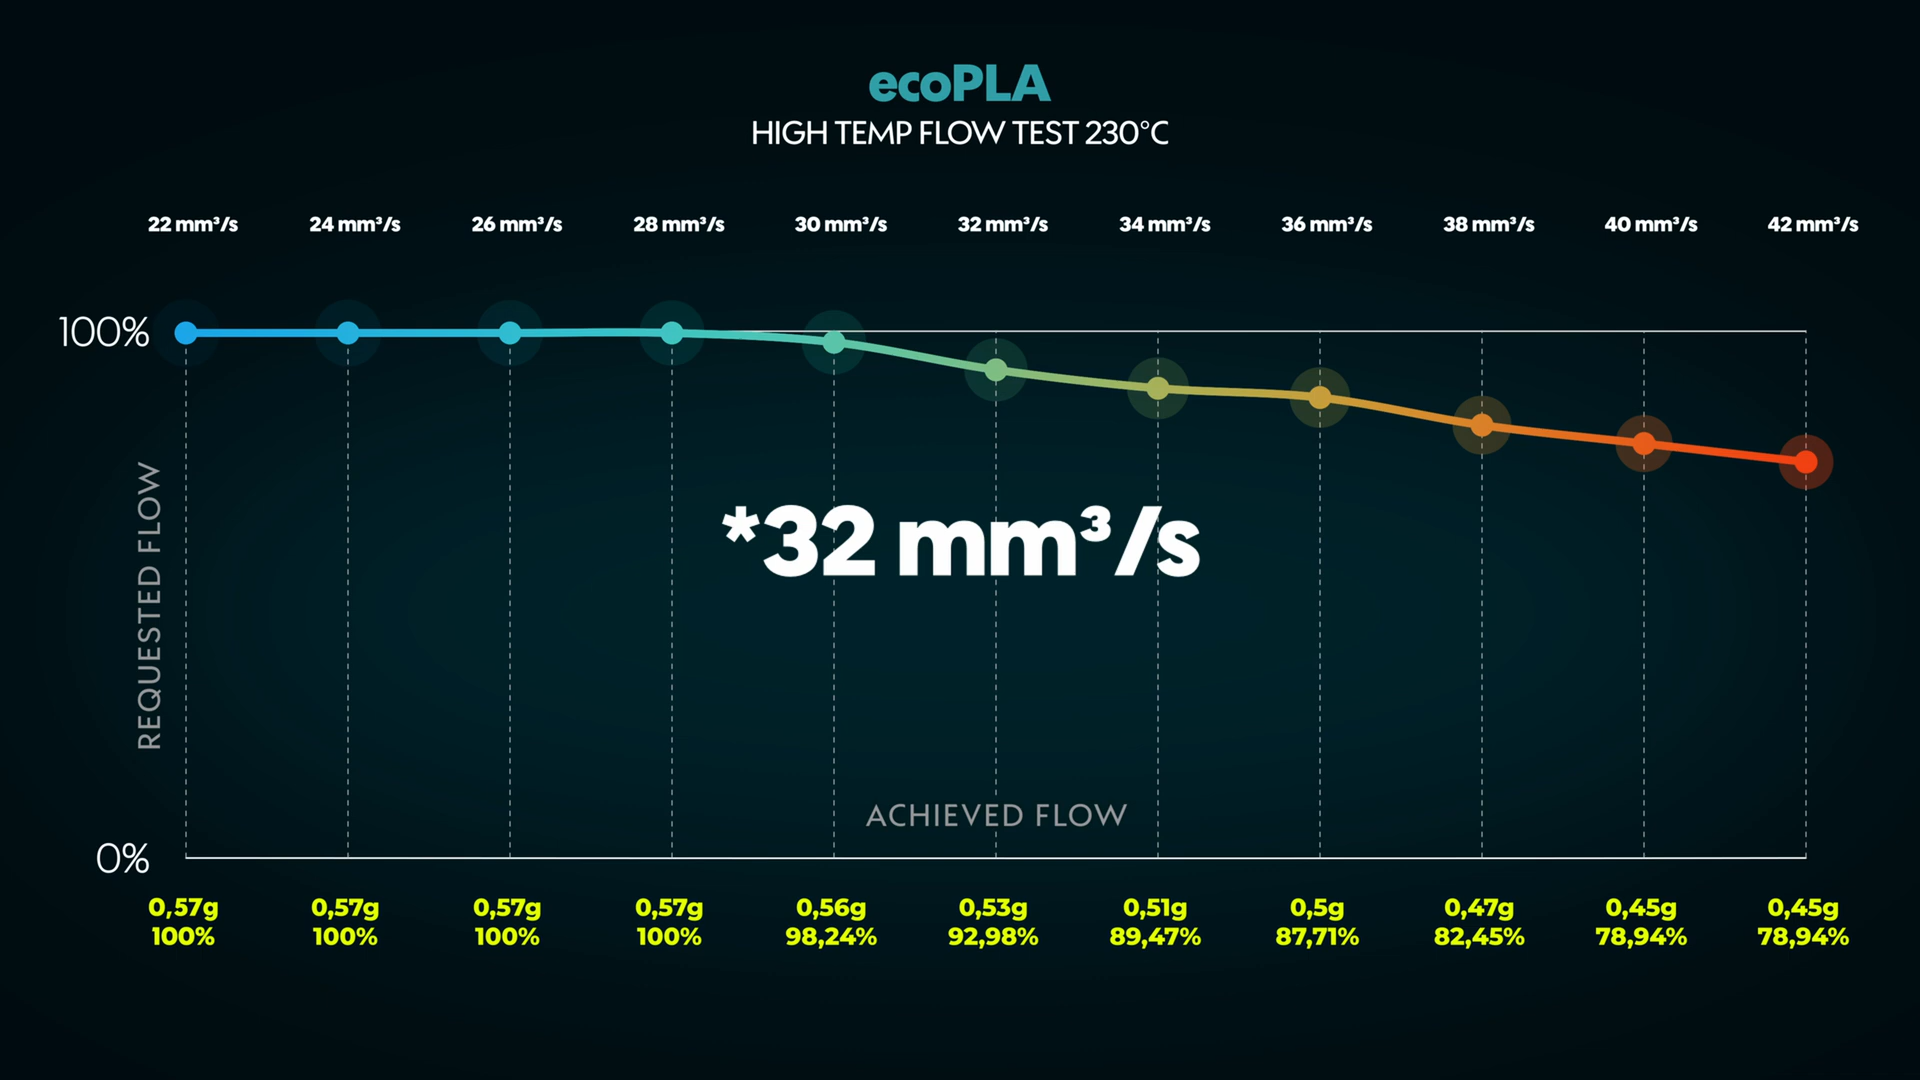 ecoPLA
HIGH TEMP FLOW TEST 230°C
22 mm³/s 24 mm³/s 26 mm³/s 28 mm³/s 30 mm³/s 32 mm³/s 34 mm³/s 36 mm³/s 38 mm³/s 40 mm³/s 42 mm³/s
100%
REQUESTED FLOW
*32 mm³/s
ACHIEVED FLOW
0%
0,57g 0,57g 0,57g 0,57g 0,56g 0,53g 0,51g 0,5g 0,47g 0,45g 0,45g
100% 100% 100% 100% 98,24% 92,98% 89,47% 87,71% 82,45% 78,94% 78,94%